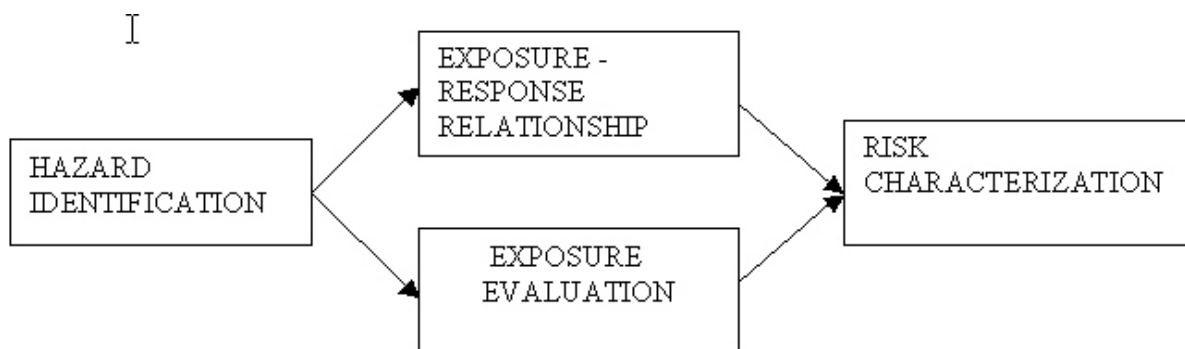 HAZARD
IDENTIFICATION
EXPOSURE -
RESPONSE
RELATIONSHIP
EXPOSURE
EVALUATION
RISK
CHARACTERIZATION